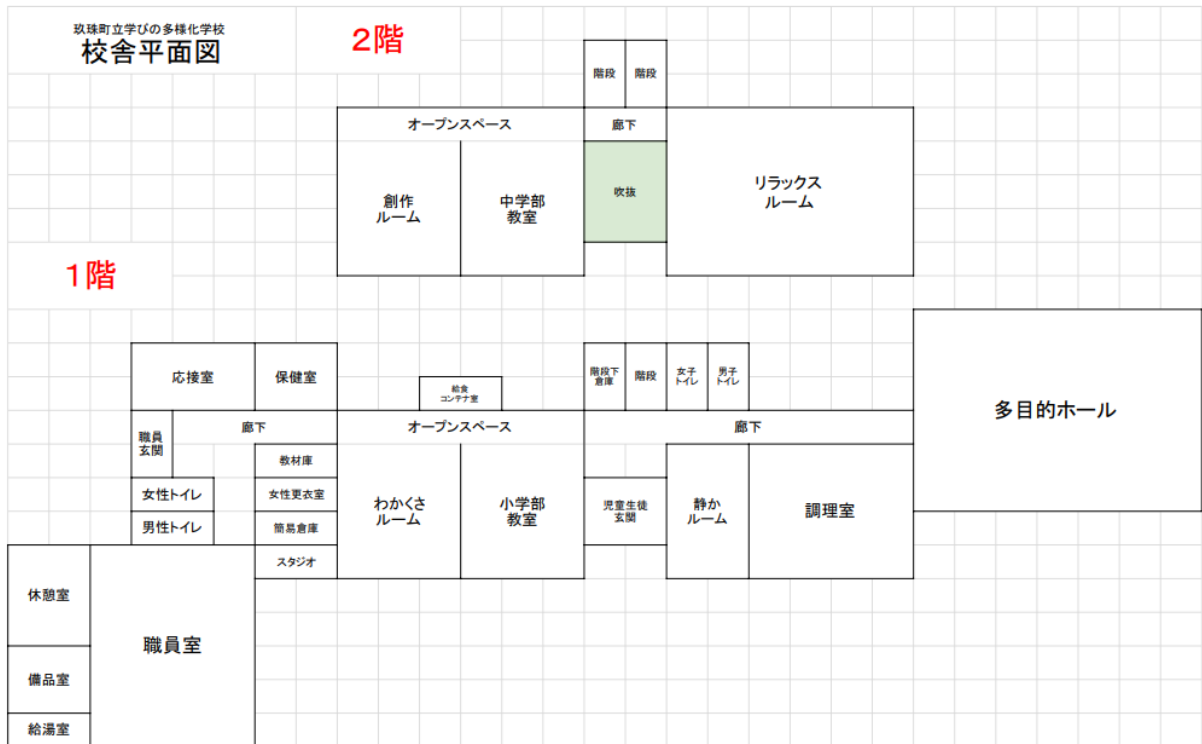 玖珠町立学びの多様化学校
校舎平面図
2階
階段
階段
オープンスペース
廊下
創作
ルーム
中学部
教室
吹抜
リラックス
ルーム
1階
応接室
保健室
給食
コンテナ室
階段下
倉庫
階段
女子
トイレ
男子
トイレ
多目的ホール
職員
玄関
廊下
オープンスペース
廊下
教材庫
女性トイレ
女性更衣室
わかくさ
ルーム
小学部
教室
児童生徒
玄関
静か
ルーム
調理室
男性トイレ
簡易倉庫
スタジオ
休憩室
職員室
備品室
給湯室